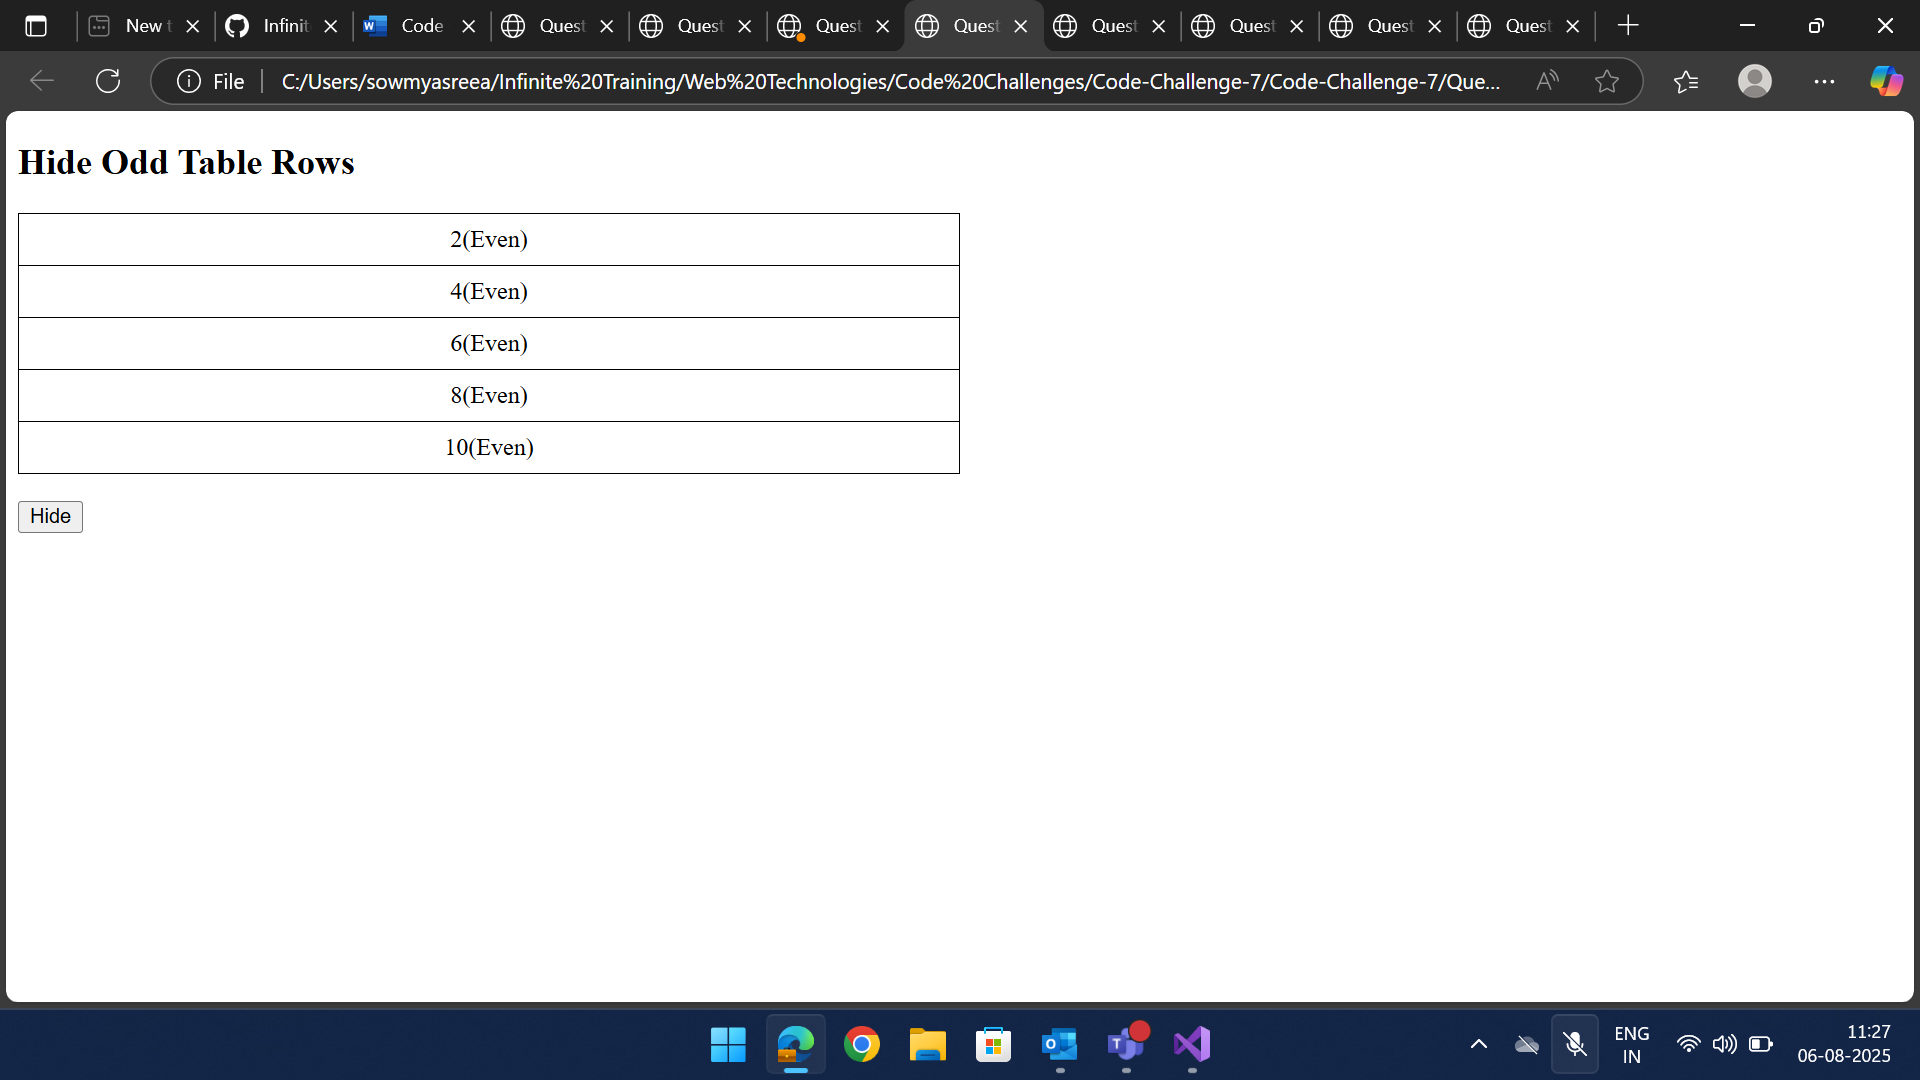 New t
Infinit
Code
Quest
Quest
Quest
Quest
Quest
Quest
Quest
Quest
File
C:/Users/sowmyasreea/Infinite%20Training/Web%20Technologies/Code%20Challenges/Code-Challenge-7/Code-Challenge-7/Que...
Hide Odd Table Rows
2(Even)
4(Even)
6(Even)
8(Even)
10(Even)
Hide
ENG
IN
11:27
06-08-2025